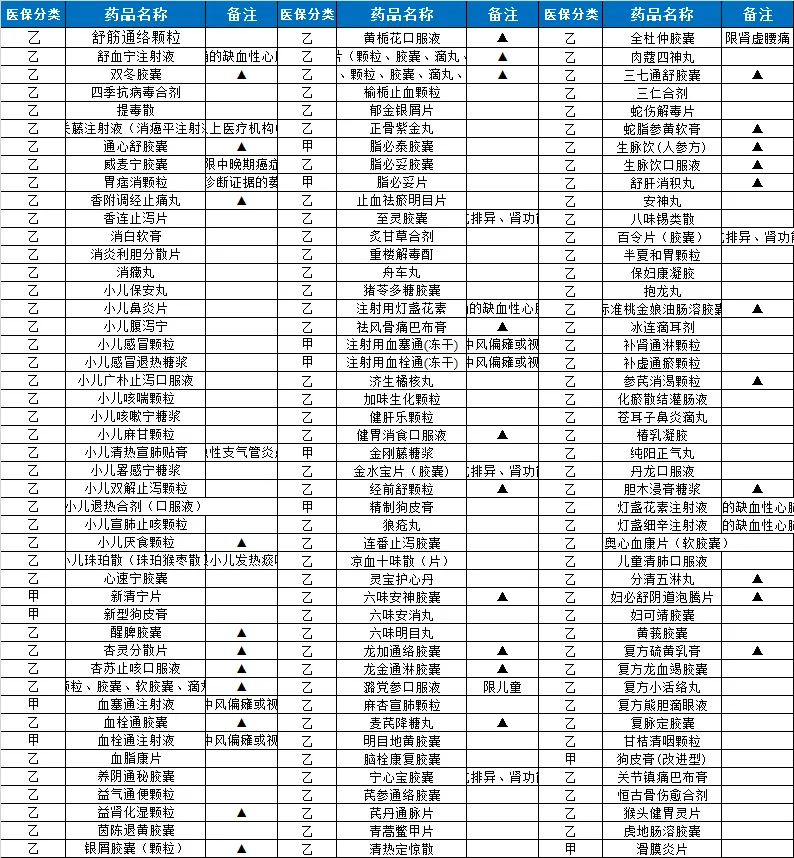 医保分类 药品名称 备注 医保分类 药品名称 备注 医保分类 药品名称 备注
乙 舒筋通络颗粒 乙 黄栀花口服液 ▲ 乙 全杜仲胶囊 限肾虚腰痛
乙 舒血宁注射液 的缺血性心 乙 片（颗粒、胶囊、滴丸、 ▲ 乙 肉蔻四神丸
乙 双冬胶囊 ▲ 乙 、颗粒、胶囊、滴丸、 ▲ 乙 三七通舒胶囊 ▲
乙 四季抗病毒合剂 乙 榆栀止血颗粒 乙 三仁合剂
乙 提毒散 乙 郁金银屑片 乙 蛇伤解毒片
乙 藤注射液（消癌平注射 以上医疗机构 乙 正骨紫金丸 乙 蛇脂参黄软膏 ▲
乙 通心舒胶囊 ▲ 甲 脂必泰胶囊 乙 生脉饮(人参方) ▲
乙 威麦宁胶囊 限中晚期癌症 乙 脂必妥胶囊 乙 生脉饮口服液 ▲
乙 胃痞消颗粒 诊断证据的萎 甲 脂必妥片 乙 舒肝消积丸 ▲
乙 香附调经止痛丸 ▲ 乙 止血祛瘀明目片 乙 安神丸
乙 香连止泻片 乙 至灵胶囊 排异、肾功能 乙 八味锡类散
乙 消白软膏 乙 炙甘草合剂 乙 百令片（胶囊） 排异、肾功能
乙 消炎利胆分散片 乙 重楼解毒酊 乙 半夏和胃颗粒
乙 消癥丸 乙 舟车丸 乙 保妇康凝胶
乙 小儿保安丸 乙 猪苓多糖胶囊 乙 抱龙丸
乙 小儿鼻炎片 乙 注射用灯盏花素 的缺血性心 乙 标准桃金娘油肠溶胶囊 ▲
乙 小儿腹泻宁 乙 祛风骨痛巴布膏 ▲ 乙 冰连滴耳剂
乙 小儿感冒颗粒 甲 注射用血塞通(冻干) 中风偏瘫或视 乙 补肾通淋颗粒
乙 小儿感冒退热糖浆 甲 注射用血栓通(冻干) 中风偏瘫或视 乙 补虚通瘀颗粒
乙 小儿广朴止泻口服液 乙 济生橘核丸 乙 参芪消渴颗粒 ▲
乙 小儿咳喘颗粒 乙 加味生化颗粒 乙 化瘀散结灌肠液
乙 小儿咳嗽宁糖浆 乙 健肝乐颗粒 乙 苍耳子鼻炎滴丸
乙 小儿麻甘颗粒 乙 健胃消食口服液 ▲ 乙 椿乳凝胶
乙 小儿清热宣肺贴膏 急性支气管炎 甲 金刚藤糖浆 乙 纯阳正气丸
乙 小儿暑感宁糖浆 乙 金水宝片（胶囊） 排异、肾功能 乙 丹龙口服液
乙 小儿双解止泻颗粒 乙 经前舒颗粒 ▲ 乙 胆木浸膏糖浆 ▲
乙 小儿退热合剂（口服液） 甲 精制狗皮膏 乙 灯盏花素注射液 的缺血性心脑
乙 小儿宣肺止咳颗粒 乙 狼疮丸 乙 灯盏细辛注射液 的缺血性心脑
乙 小儿厌食颗粒 ▲ 乙 连番止泻胶囊 乙 奥心血康片（软胶囊）
乙 小儿珠珀散（珠珀猴枣散 小儿发热痰鸣 乙 凉血十味散（片） 乙 儿童清肺口服液
乙 心速宁胶囊 乙 灵宝护心丹 乙 分清五淋丸 ▲
甲 新清宁片 乙 六味安神胶囊 ▲ 乙 妇必舒阴道泡腾片 ▲
甲 新型狗皮膏 乙 六味安消丸 乙 妇可靖胶囊
乙 醒脾胶囊 ▲ 乙 六味明目丸 乙 黄莪胶囊
乙 杏灵分散片 ▲ 乙 龙加通络胶囊 ▲ 乙 复方硫黄乳膏 ▲
乙 杏苏止咳口服液 ▲ 乙 龙金通淋胶囊 ▲ 乙 复方龙血竭胶囊
乙 颗粒、胶囊、软胶囊、滴丸 ▲ 乙 潞党参口服液 限儿童 乙 复方小活络丸
甲 血塞通注射液 中风偏瘫或视 乙 麻杏宣肺颗粒 乙 复方熊胆滴眼液
乙 血栓通胶囊 ▲ 乙 麦芪降糖丸 ▲ 乙 复脉定胶囊
甲 血栓通注射液 中风偏瘫或视 乙 明目地黄胶囊 乙 甘桔清咽颗粒
乙 血脂康片 乙 脑栓康复胶囊 甲 狗皮膏(改进型)
乙 养阴通秘胶囊 乙 宁心宝胶囊 排异、肾功能 乙 关节镇痛巴布膏
乙 益气通便颗粒 乙 芪参通络胶囊 乙 恒古骨伤愈合剂
乙 益肾化湿颗粒 ▲ 乙 芪丹通脉片 乙 猴头健胃灵片
乙 茵陈退黄胶囊 乙 青蒿鳖甲片 乙 虎地肠溶胶囊
乙 银屑胶囊（颗粒） ▲ 乙 清热定惊散 甲 滑膜炎片